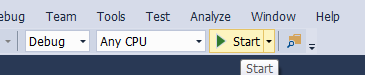 ebug Team Tools Test Analyze Window Help
Debug Any CPU Start
Start